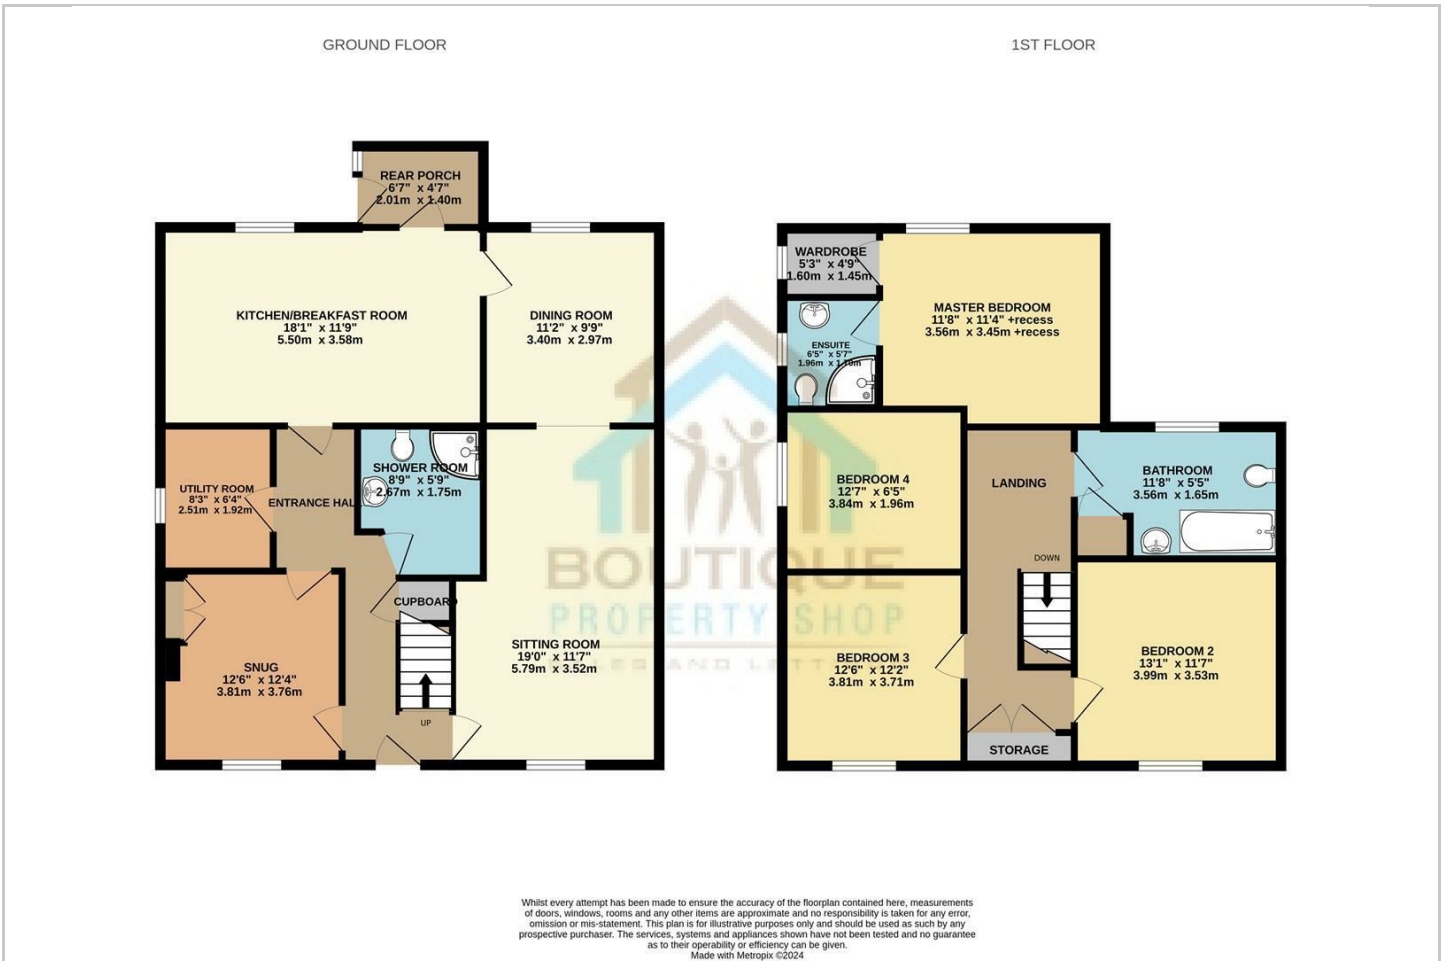 GROUND FLOOR
1ST FLOOR
REAR PORCH
6'7" x 4'7"
2.01m x 1.40m
KITCHEN/BREAKFAST ROOM
18'1" x 11'9"
5.50m x 3.58m
DINING ROOM
11'2" x 9'9"
3.40m x 2.97m
UTILITY ROOM
8'3" x 6'4"
2.51m x 1.92m
ENTRANCE HALL
SHOWER ROOM
8'9" x 5'9"
2.67m x 1.75m
CUPBOARD
SNUG
12'6" x 12'4"
3.81m x 3.76m
UP
SITTING ROOM
19'0" x 11'7"
5.79m x 3.52m
WARDROBE
5'3" x 4'9"
1.60m x 1.45m
MASTER BEDROOM
11'8" x 11'4" +recess
3.56m x 3.45m +recess
ENSUITE
6'5" x 5'7"
1.96m x 1.70m
BEDROOM 4
12'7" x 6'5"
3.84m x 1.96m
LANDING
BATHROOM
11'8" x 5'5"
3.56m x 1.65m
DOWN
BEDROOM 3
12'6" x 12'2"
3.81m x 3.71m
BEDROOM 2
13'1" x 11'7"
3.99m x 3.53m
STORAGE
BOUTIQUE
PROPERTY SHOP
Whilst every attempt has been made to ensure the accuracy of the floorplan contained here, measurements
of doors, windows, rooms and any other items are approximate and no responsibility is taken for any error,
omission or mis-statement. This plan is for illustrative purposes only and should be used as such by any
prospective purchaser. The services, systems and appliances shown have not been tested and no guarantee
as to their operability or efficiency can be given.
Made with Metropix ©2024